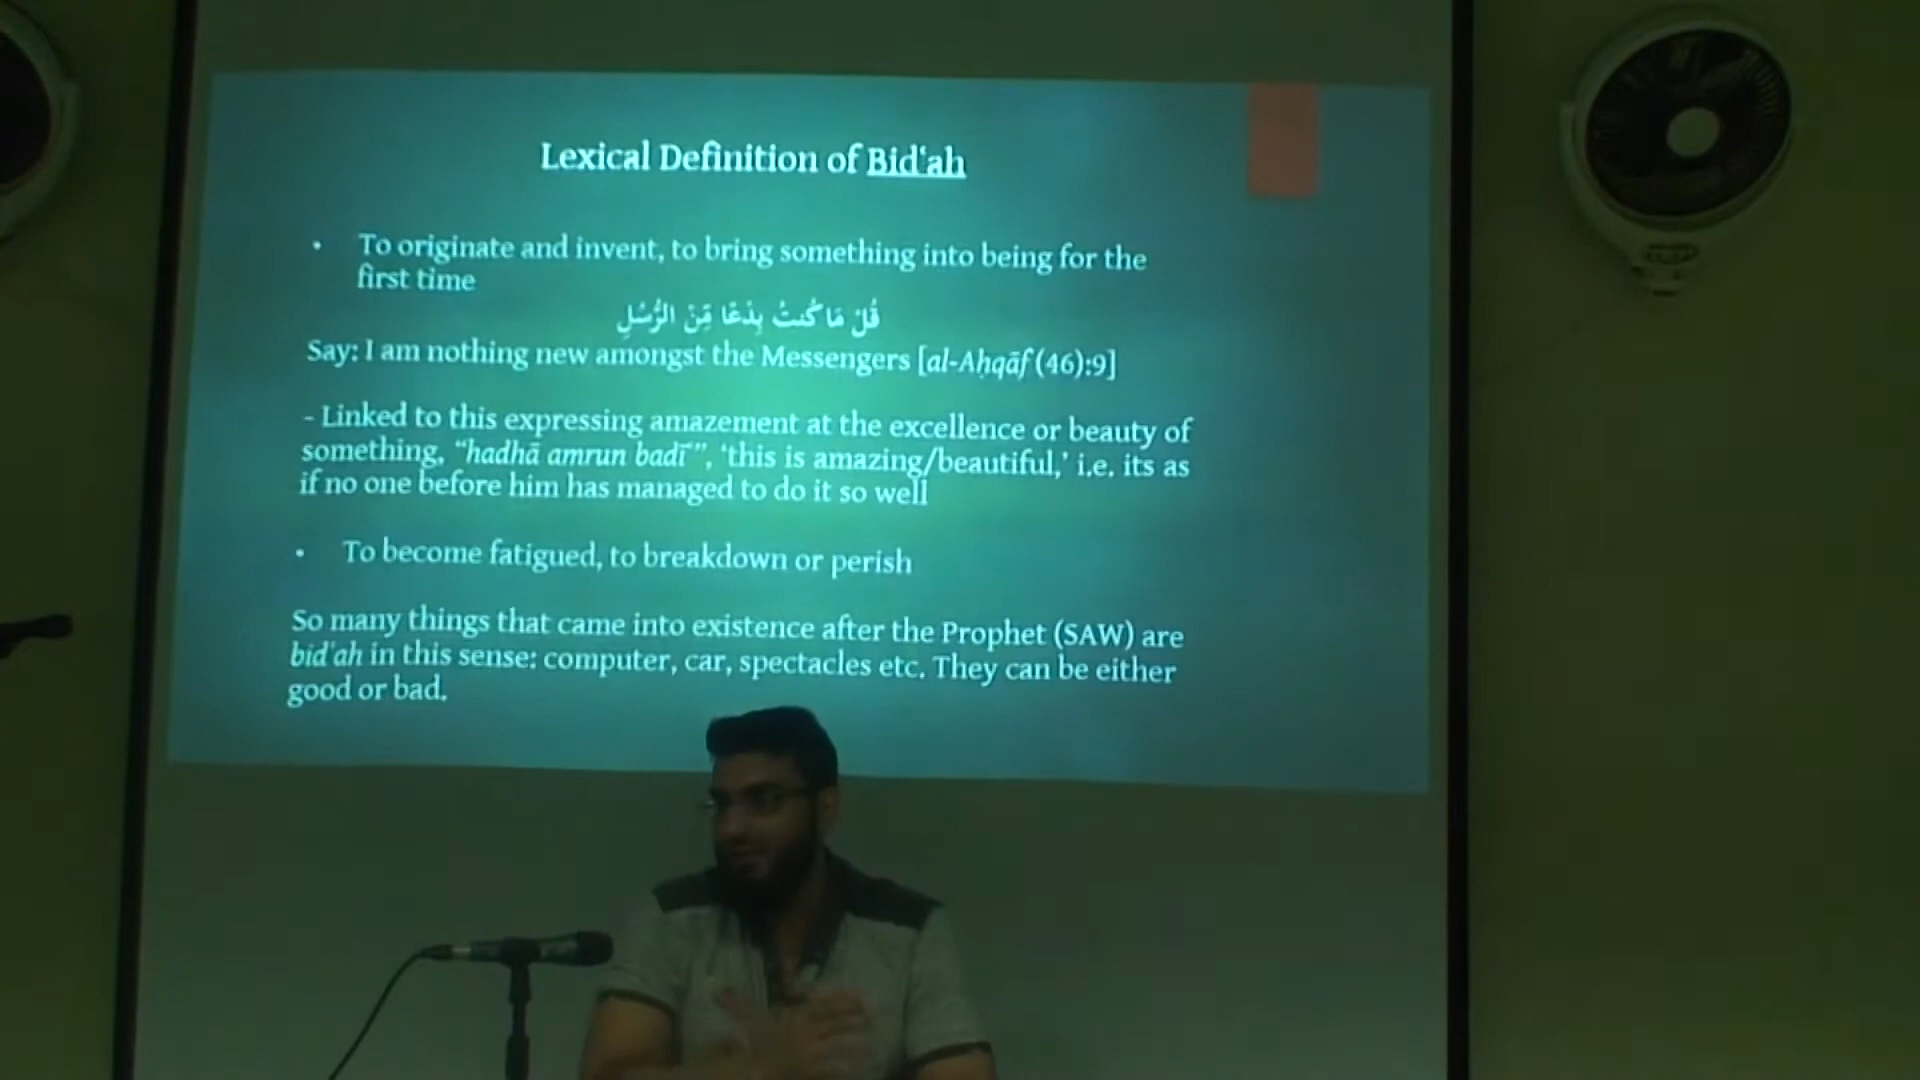 Lexical Definition of Bid'ah
• To originate and invent, to bring something into being for the
first time
قُلْ مَا كُنتُ بِدْعًا مِّنَ الرُّسُلِ
Say: I am nothing new amongst the Messengers [al-Aḥqāf (46):9]
- Linked to this expressing amazement at the excellence or beauty of
something, “hadhā amrun badī‘”, ‘this is amazing/beautiful,’ i.e. its as
if no one before him has managed to do it so well
• To become fatigued, to breakdown or perish
So many things that came into existence after the Prophet (SAW) are
bid'ah in this sense: computer, car, spectacles etc. They can be either
good or bad.